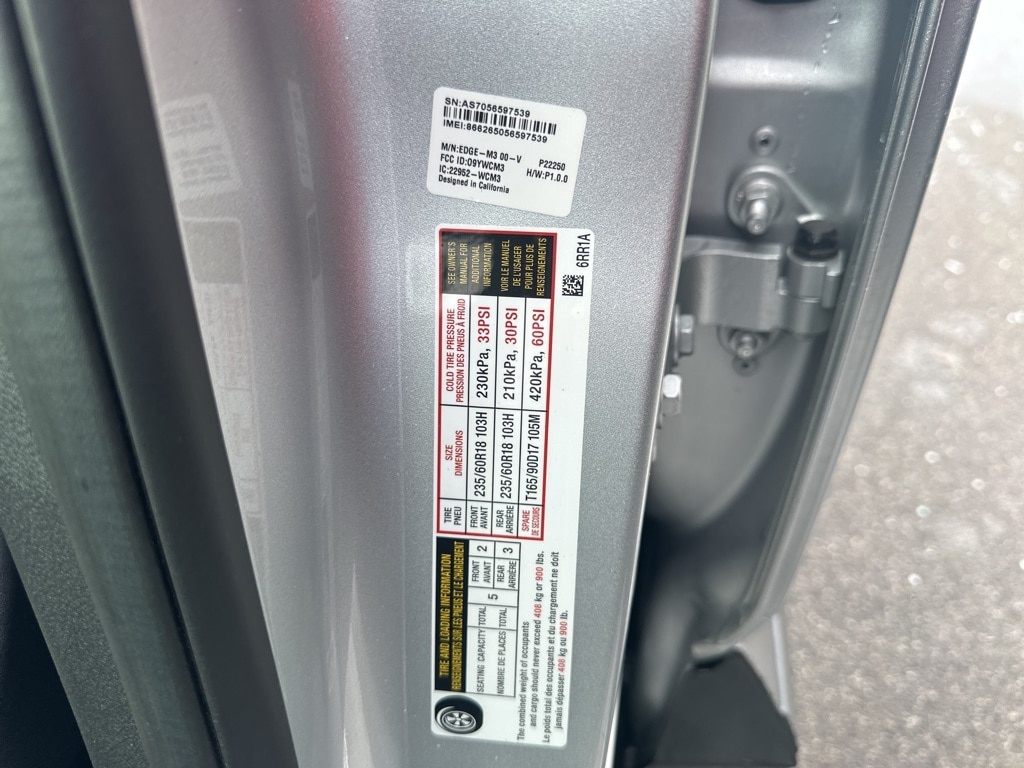 SN:AS7056597539
IMEI:866265056597539
M/N:EDGE-M3 00-V P22250
FCC ID:O9YWCM3 H/W:P1.0.0
IC:22952-WCM3
Designed in California
TIRE AND LOADING INFORMATION
RENSEIGNEMENTS SUR LES PNEUS ET LE CHARGEMENT
SEATING CAPACITY TOTAL 5 FRONT AVANT 2 REAR ARRIÈRE 3
NOMBRE DE PLACES TOTAL
The combined weight of occupants
and cargo should never exceed 408 kg or 900 lbs.
Le poids total des occupants et du chargement ne doit
jamais dépasser 408 kg ou 900 lb.
TIRE PNEU SIZE DIMENSIONS COLD TIRE PRESSURE PRESSION DES PNEUS À FROID
FRONT AVANT 235/60R18 103H 230kPa, 33PSI
REAR ARRIÈRE 235/60R18 103H 210kPa, 30PSI
SPARE DE SECOURS T165/90D17 105M 420kPa, 60PSI
SEE OWNER'S
MANUAL FOR
ADDITIONAL
INFORMATION
VOIR LE MANUEL
DE L'USAGER
POUR PLUS DE
RENSEIGNEMENTS
6RR1A